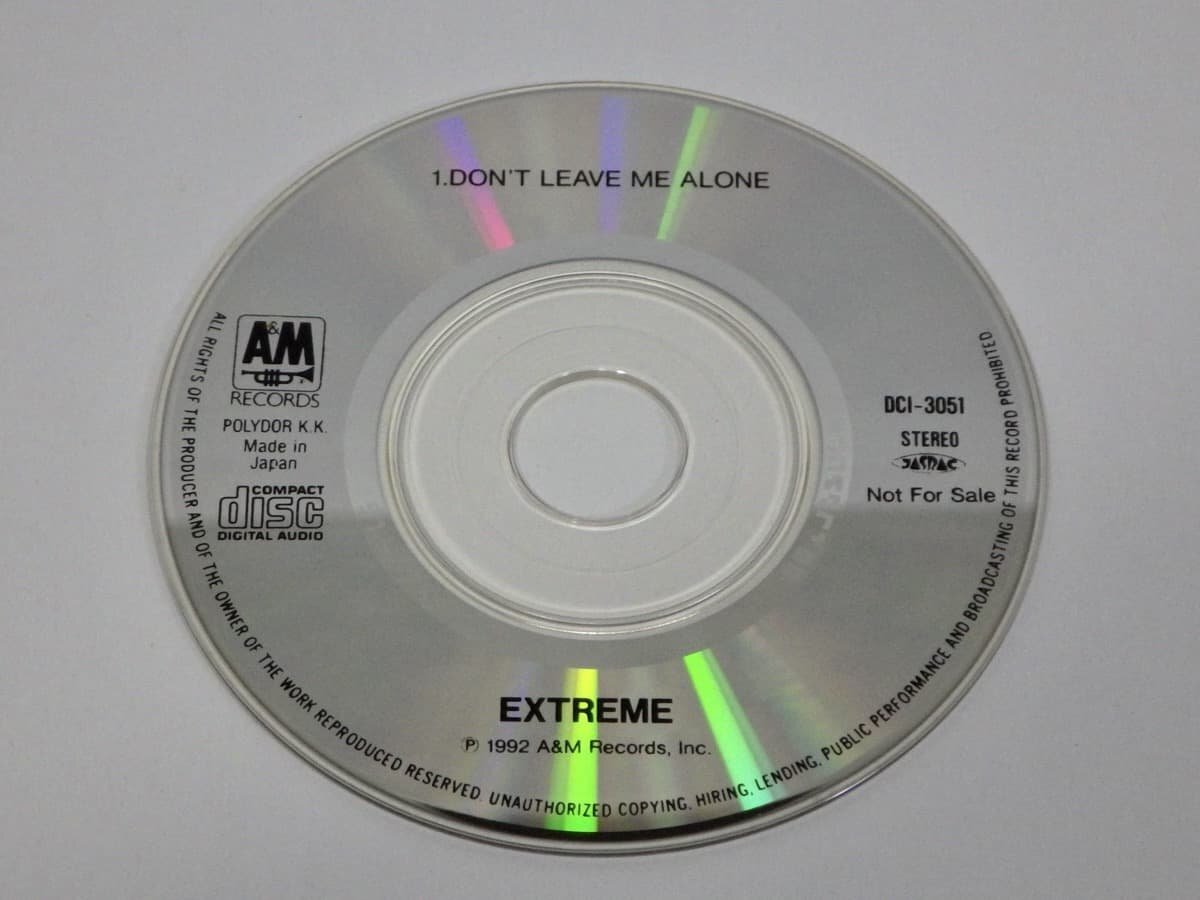 1.DON'T LEAVE ME ALONE
A&M
RECORDS
POLYDOR K.K.
Made in
Japan
COMPACT
disc
DIGITAL AUDIO
DCI-3051
STEREO
JASRAC
Not For Sale
EXTREME
Ⓟ 1992 A&M Records, Inc.
ALL RIGHTS OF THE PRODUCER AND OF THE OWNER OF THE WORK REPRODUCED RESERVED. UNAUTHORIZED COPYING, HIRING, LENDING, PUBLIC PERFORMANCE AND BROADCASTING OF THIS RECORD PROHIBITED